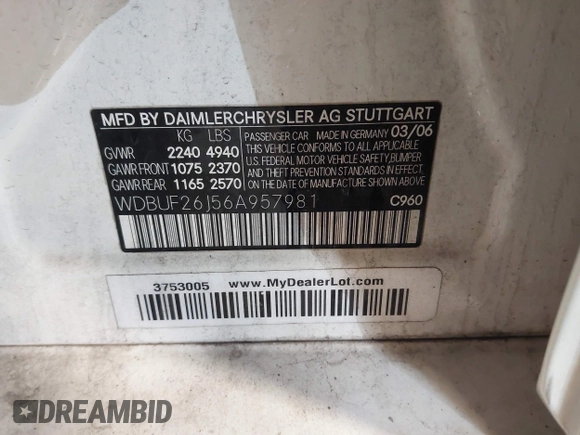 MFD BY DAIMLERCHRYSLER AG STUTTGART
KG LBS
GVWR 2240 4940
GAWR FRONT 1075 2370
GAWR REAR 1165 2570
PASSENGER CAR MADE IN GERMANY 03/06
THIS VEHICLE CONFORMS TO ALL APPLICABLE
U.S. FEDERAL MOTOR VEHICLE SAFETY,BUMPER
AND THEFT PREVENTION STANDARDS IN
EFFECT ON THE DATE OF MANUFACTURE
WDBUF26J56A957981 C960
3753005 www.MyDealerLot.com
DREAMBID